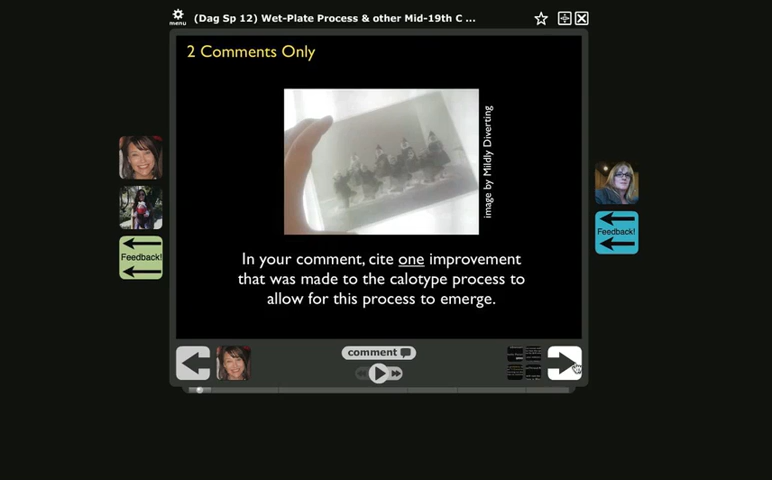 menu
(Dag Sp 12) Wet-Plate Process & other Mid-19th C ...
2 Comments Only
image by Mildly Diverting
In your comment, cite one improvement
that was made to the calotype process to
allow for this process to emerge.
Feedback!
Feedback!
comment